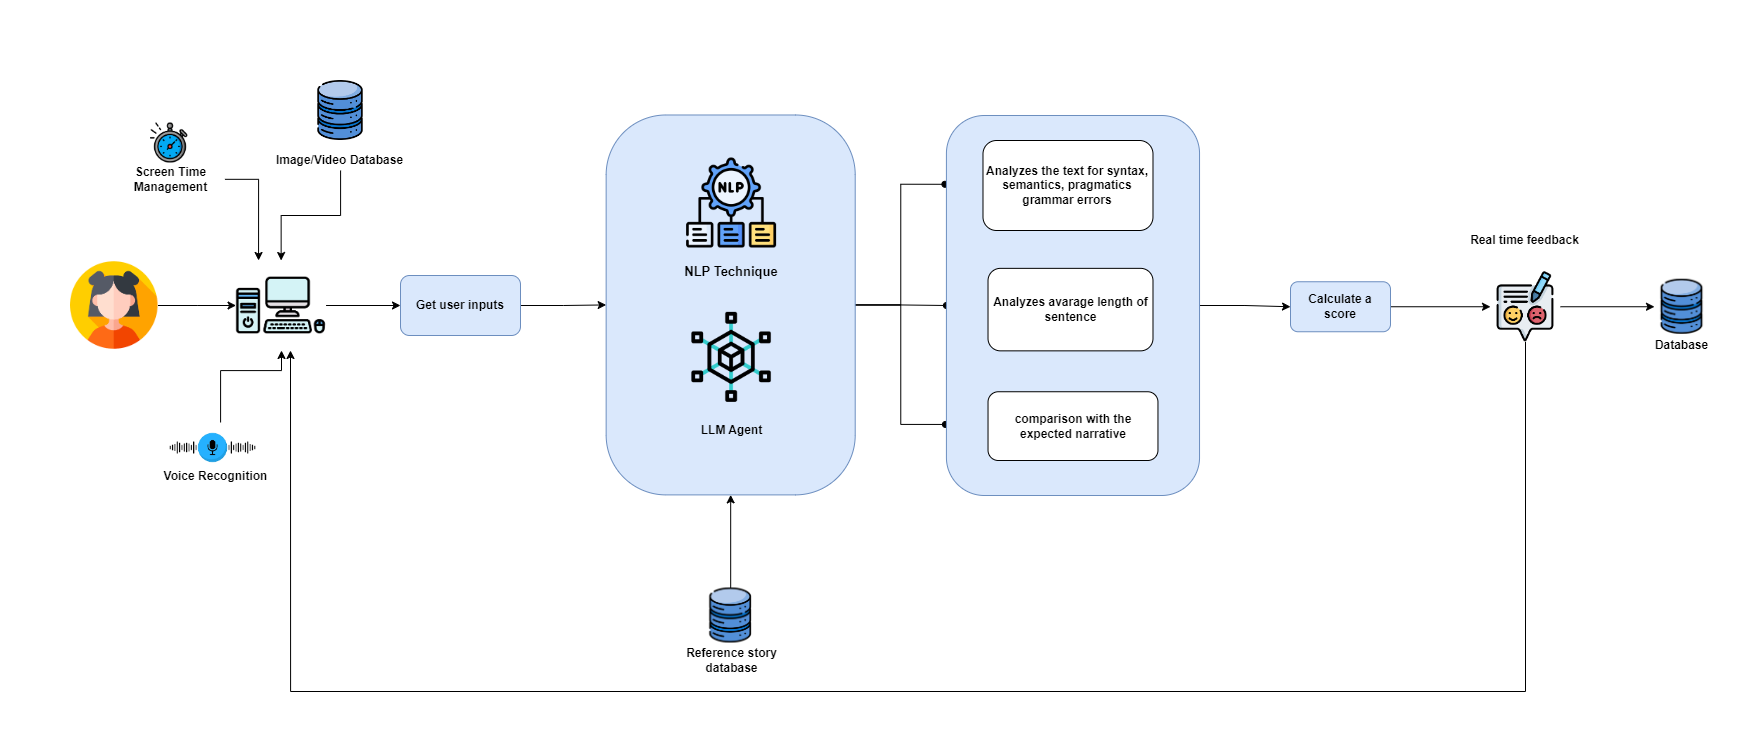 Image/Video Database
Screen Time
Management
Get user inputs
Voice Recognition
NLP
NLP Technique
LLM Agent
Reference story
database
Analyzes the text for syntax,
semantics, pragmatics
grammar errors
Analyzes avarage length of
sentence
comparison with the
expected narrative
Calculate a
score
Real time feedback
Database